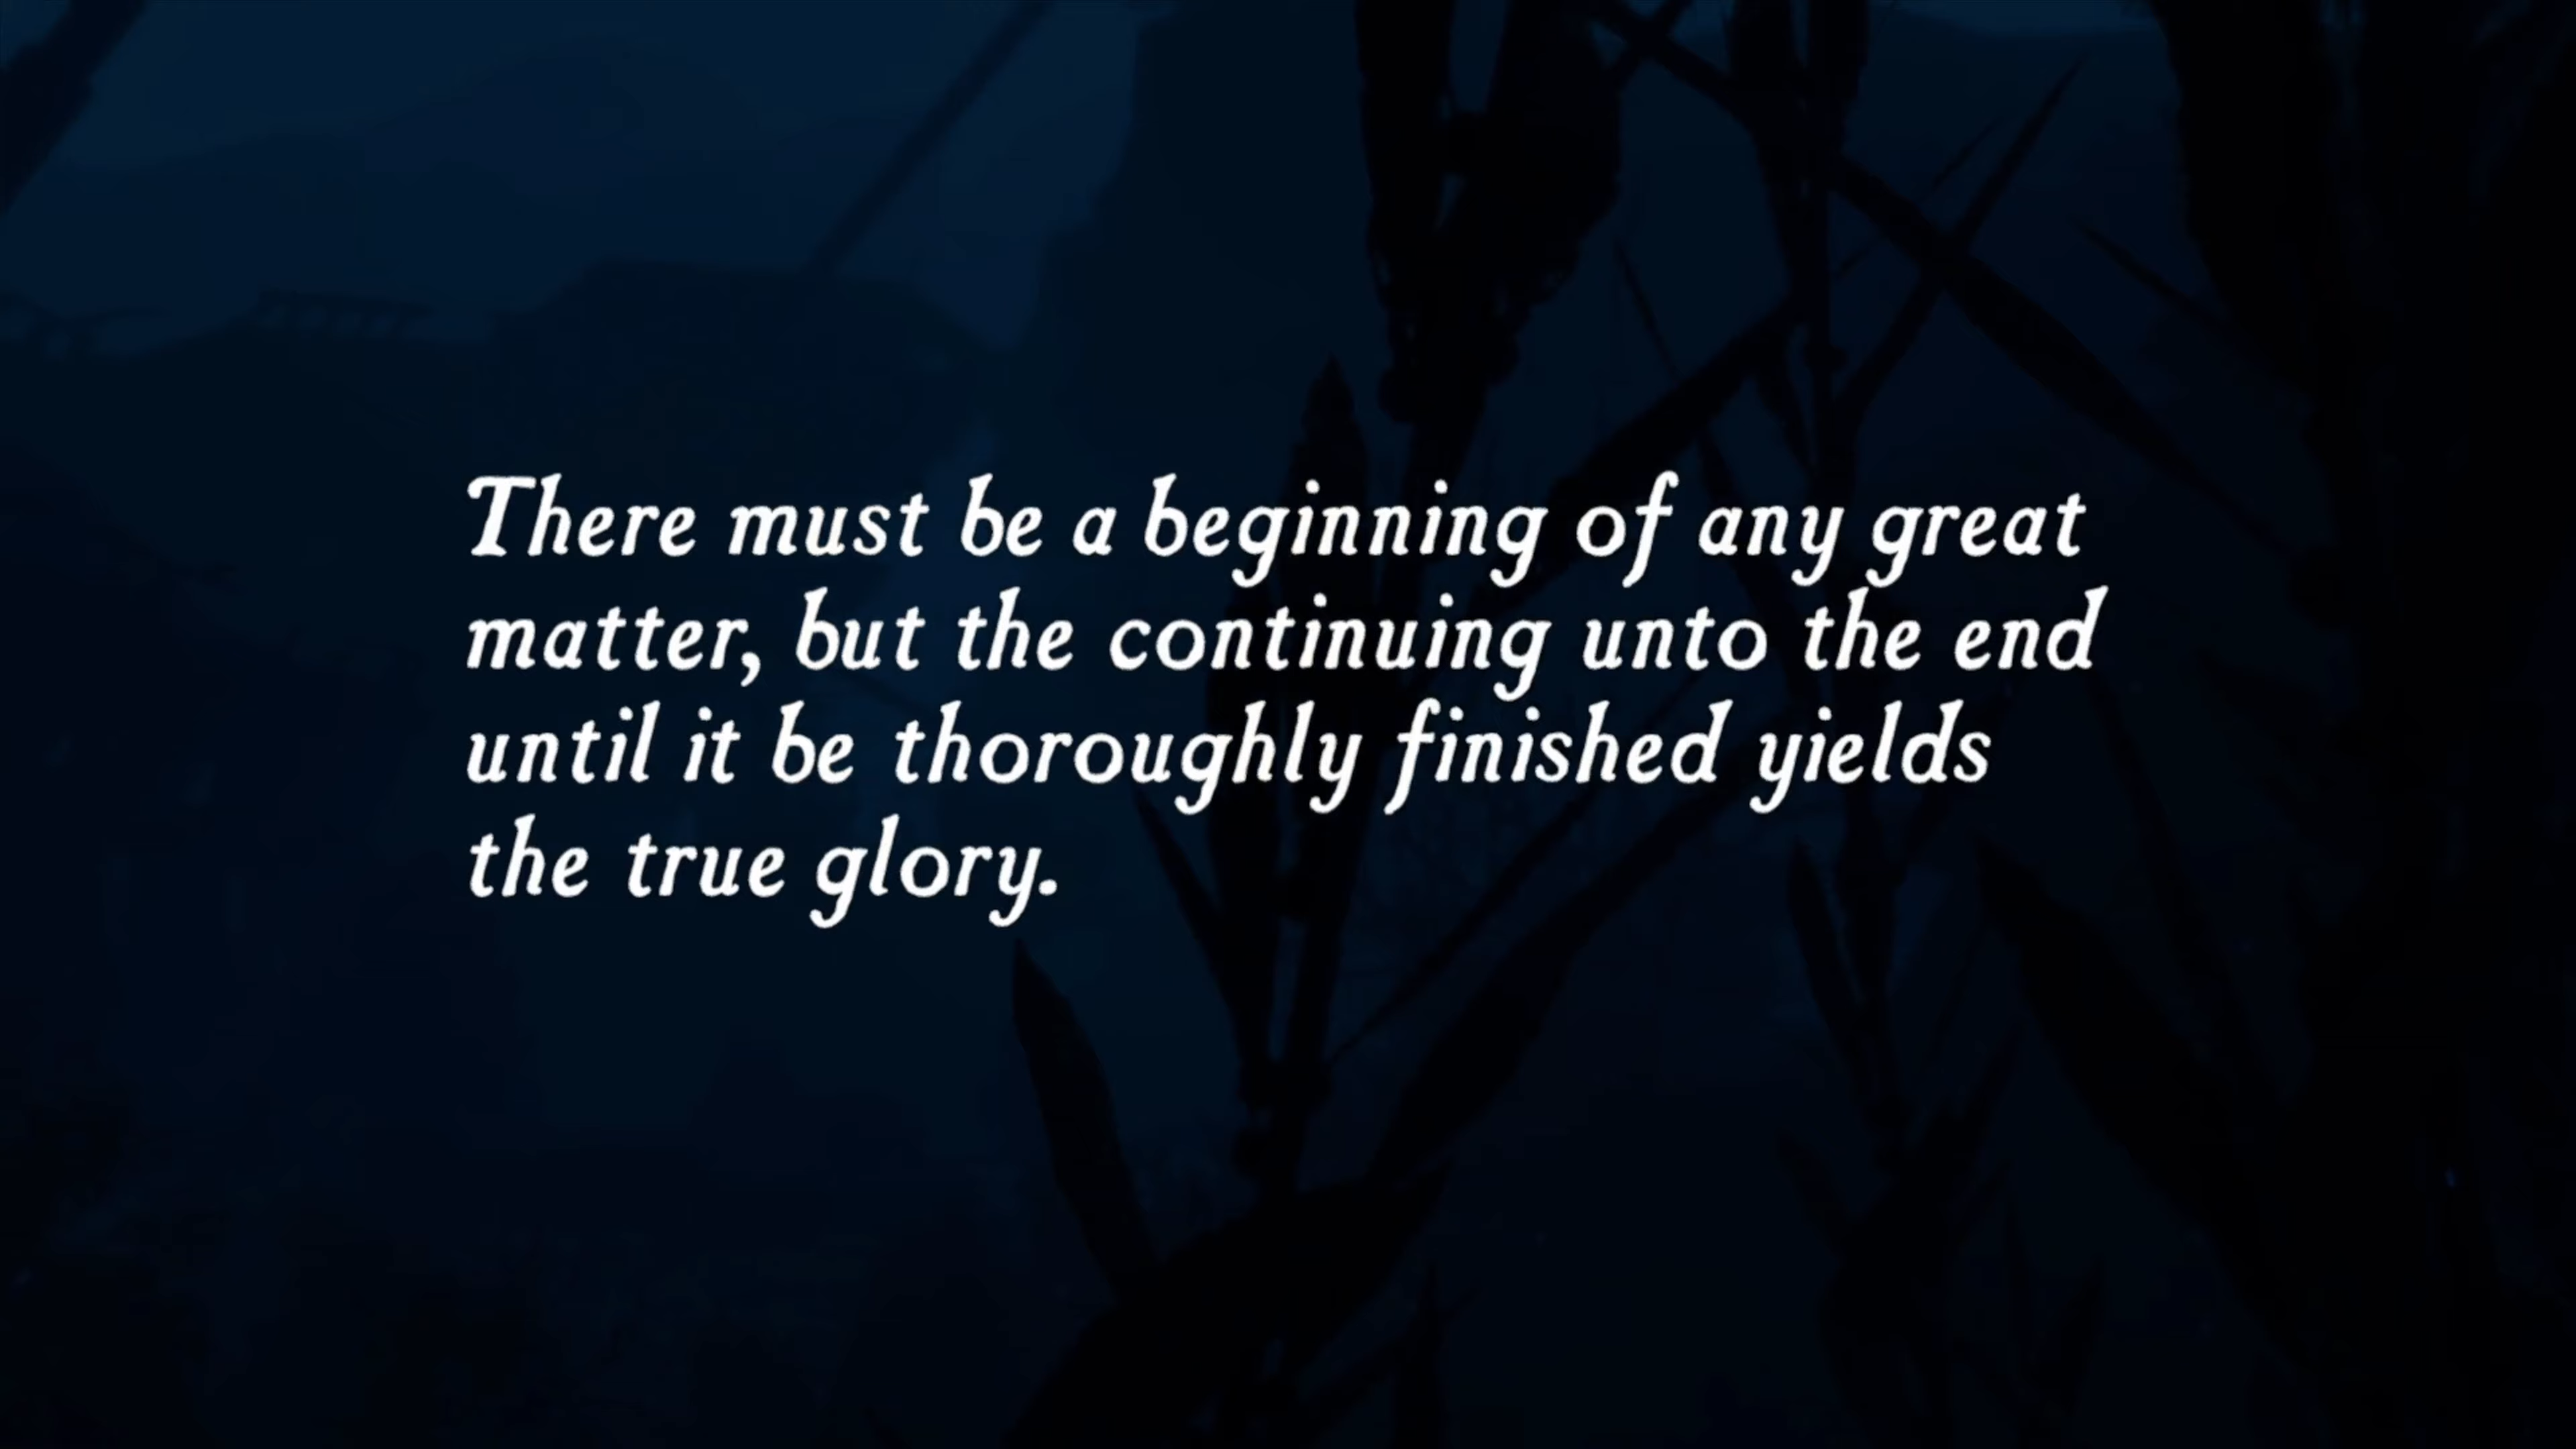 There must be a beginning of any great
matter, but the continuing unto the end
until it be thoroughly finished yields
the true glory.